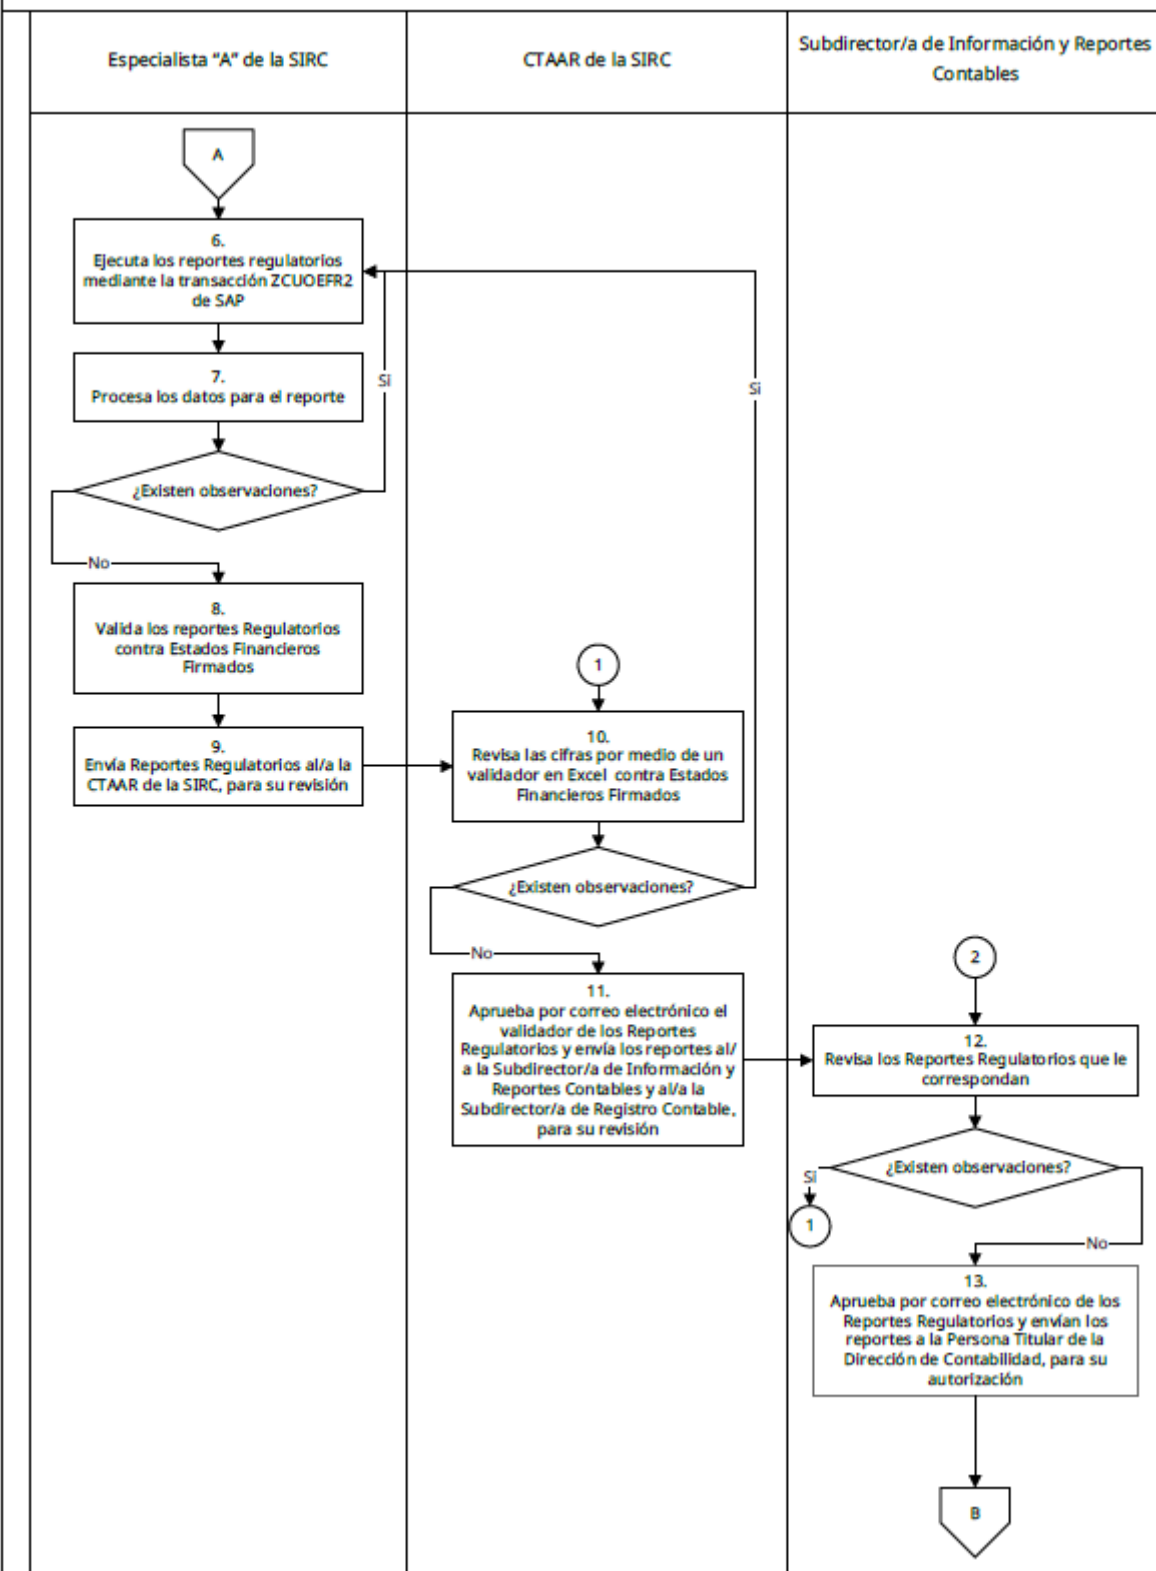 Especialista “A” de la SIRC
CTAAR de la SIRC
Subdirector/a de Información y Reportes
Contables
A
6.
Ejecuta los reportes regulatorios
mediante la transacción ZCUOEFR2
de SAP
7.
Procesa los datos para el reporte
Sí
¿Existen observaciones?
No
8.
Valida los reportes Regulatorios
contra Estados Financieros
Firmados
9.
Envía Reportes Regulatorios al/a la
CTAAR de la SIRC, para su revisión
Si
1
10.
Revisa las cifras por medio de un
validador en Excel contra Estados
Financieros Firmados
¿Existen observaciones?
No
11.
Aprueba por correo electrónico el
validador de los Reportes
Regulatorios y envía los reportes al/
a la Subdirector/a de Información y
Reportes Contables y al/a la
Subdirector/a de Registro Contable,
para su revisión
2
12.
Revisa los Reportes Regulatorios que le
correspondan
¿Existen observaciones?
Sí
1
No
13.
Aprueba por correo electrónico de los
Reportes Regulatorios y envían los
reportes a la Persona Titular de la
Dirección de Contabilidad, para su
autorización
B